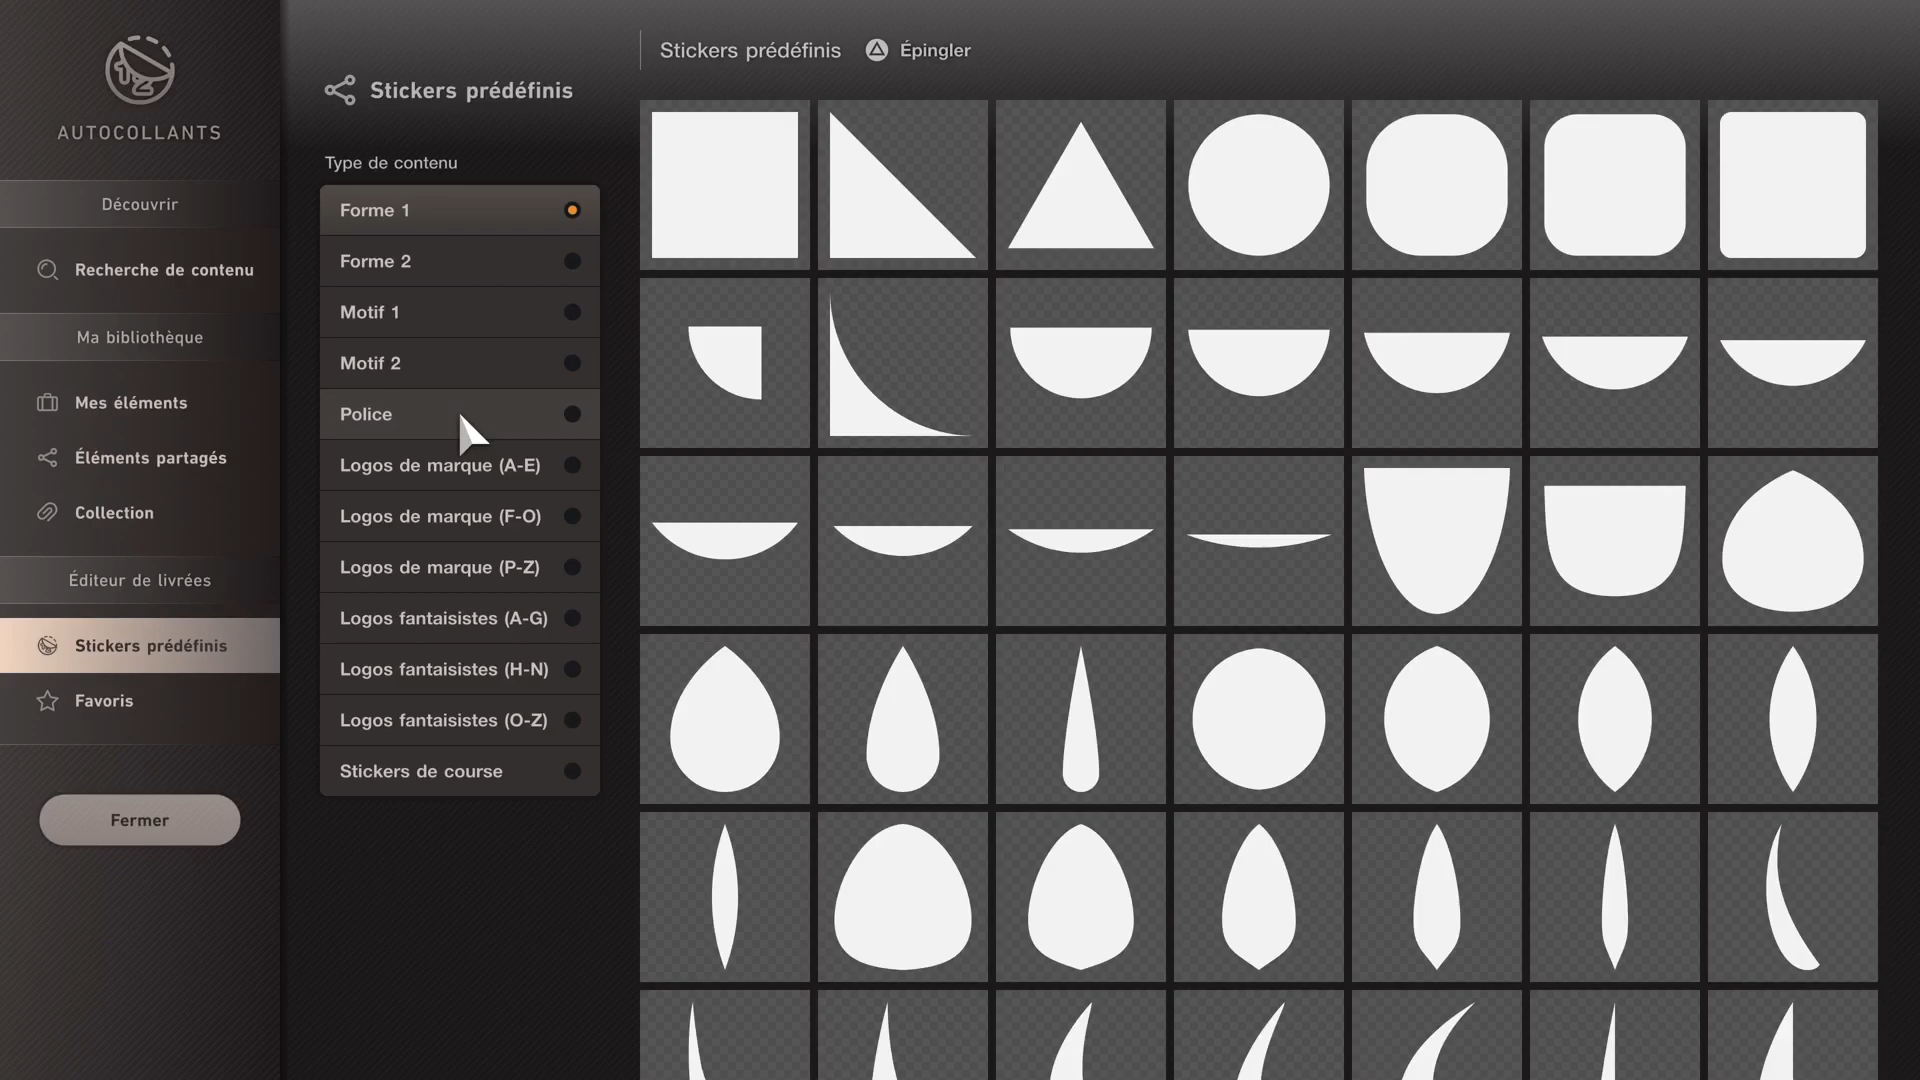 AUTOCOLLANTS
Découvrir
Recherche de contenu
Ma bibliothèque
Mes éléments
Éléments partagés
Collection
Éditeur de livrées
Stickers prédéfinis
Favoris
Fermer
Stickers prédéfinis
Type de contenu
Forme 1
Forme 2
Motif 1
Motif 2
Police
Logos de marque (A-E)
Logos de marque (F-O)
Logos de marque (P-Z)
Logos fantaisistes (A-G)
Logos fantaisistes (H-N)
Logos fantaisistes (O-Z)
Stickers de course
Stickers prédéfinis Épingler